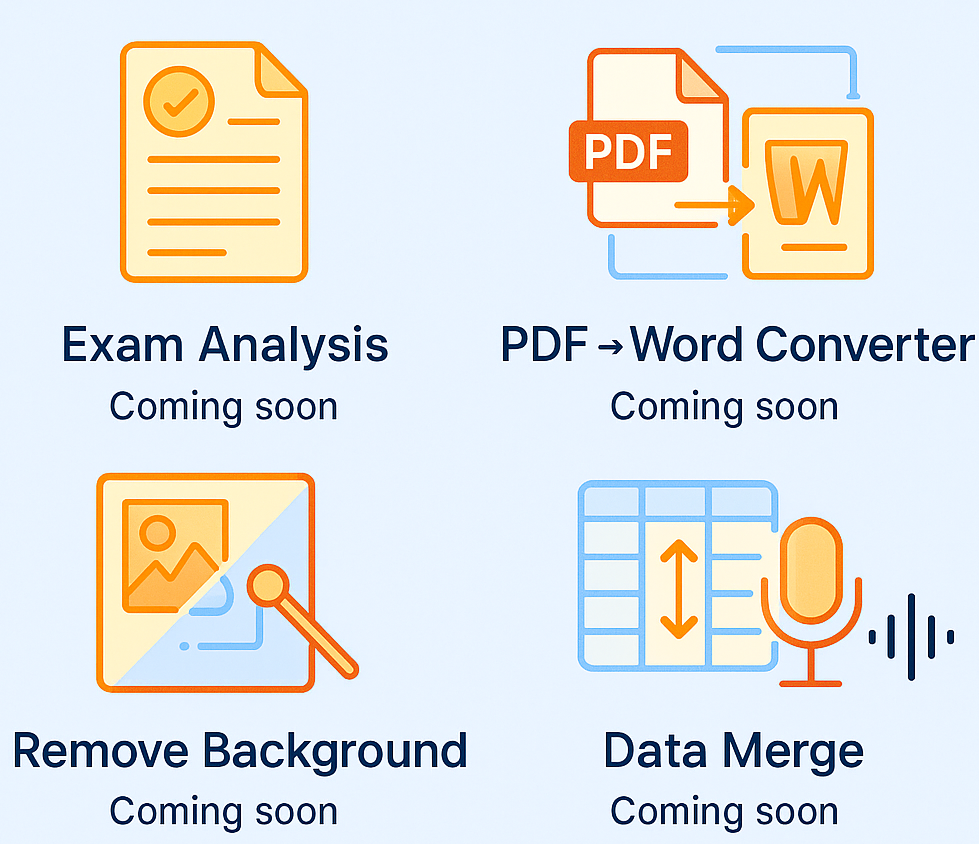 PDF
W
Exam Analysis
PDF→Word Converter
Coming soon
Coming soon
Remove Background
Data Merge
Coming soon
Coming soon